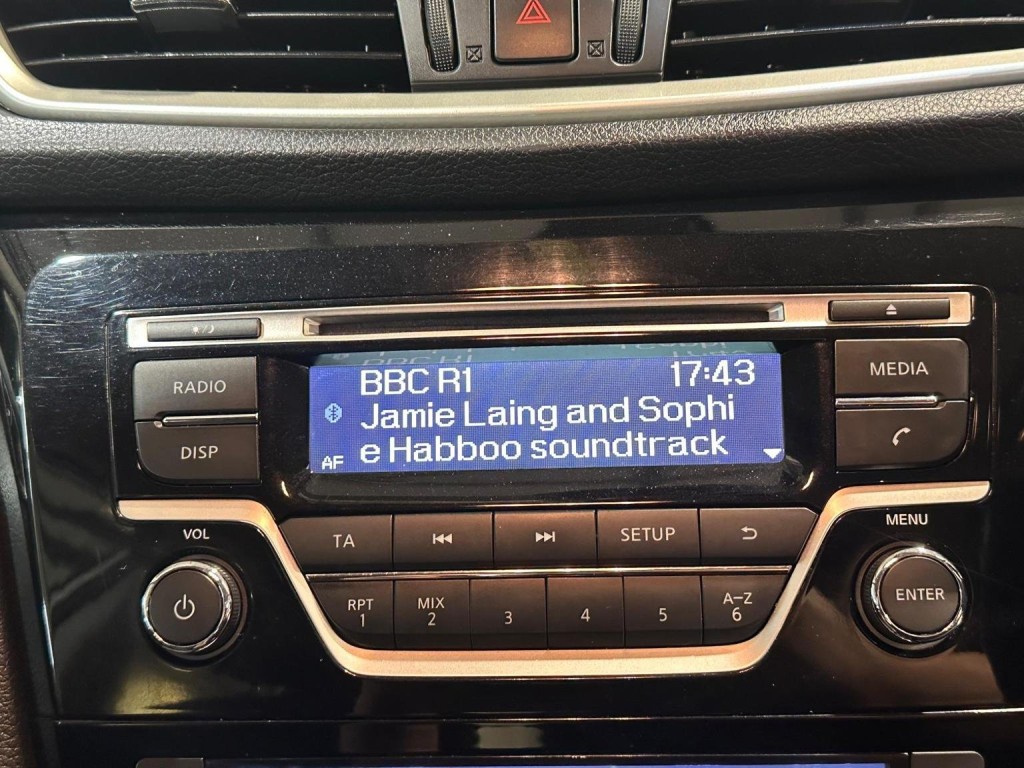 BBC R1 17:43
Jamie Laing and Sophi
AF e Habboo soundtrack
RADIO
MEDIA
DISP
VOL
TA
SETUP
MENU
RPT 1
MIX 2
3
4
5
A-Z 6
ENTER